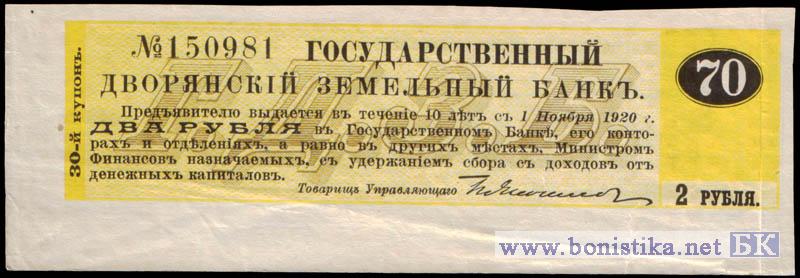 30-й купонъ.
№150981 ГОСУДАРСТВЕННЫЙ
ДВОРЯНСКІЙ ЗЕМЕЛЬНЫЙ БАНКЪ.
Предъявителю выдается въ теченіе 10 лѣтъ съ 1 Ноября 1920 г.
ДВА РУБЛЯ въ Государственномъ Банкѣ, его конто-
рахъ и отдѣленіяхъ, а равно въ другихъ мѣстахъ, Министромъ
Финансовъ назначаемыхъ, съ удержаніемъ сбора съ доходовъ отъ
денежныхъ капиталовъ.
Товарищъ Управляющаго
70
2 РУБЛЯ.
www.bonistika.net БК